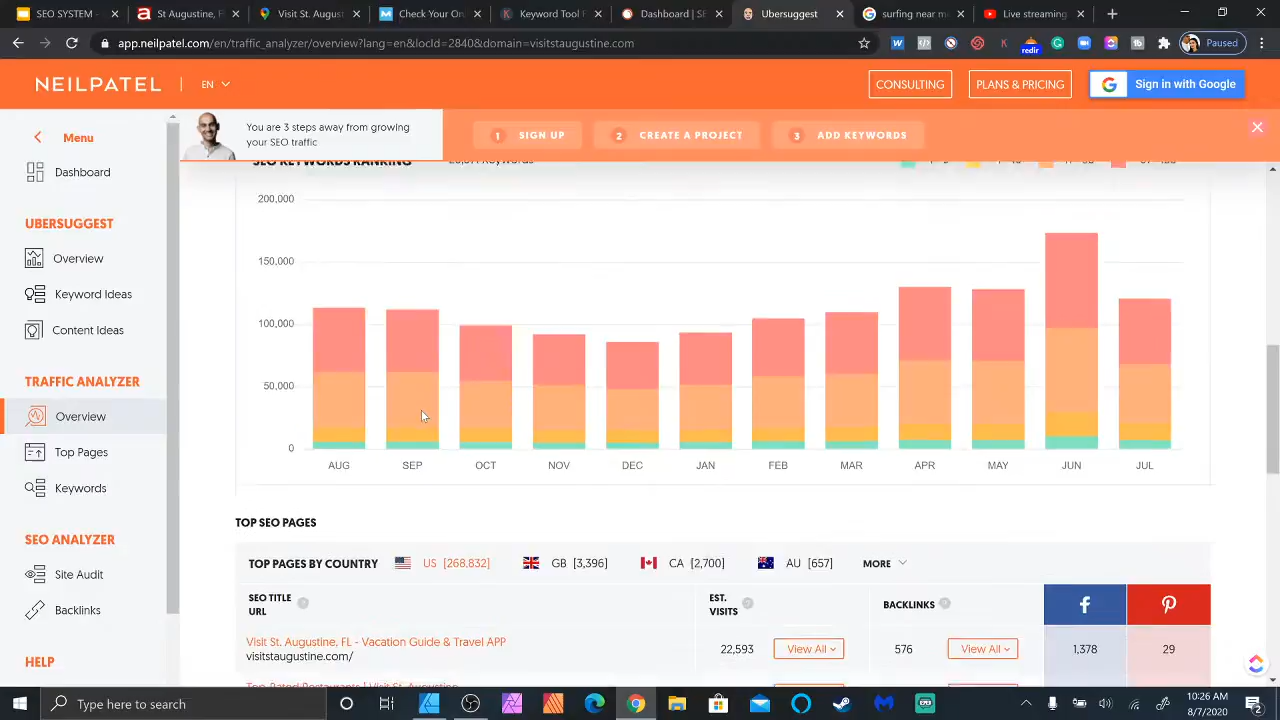 St Augustine, F
Visit St. August
Check Your Do
Keyword Tool F
Dashboard | SE
Ubersuggest
surfing near m
Live streaming
app.neilpatel.com/en/traffic_analyzer/overview?lang=en&locId=2840&domain=visitstaugustine.com
redir
Paused
NEILPATEL
EN
CONSULTING
PLANS & PRICING
Sign in with Google
Menu
You are 3 steps away from growing
your SEO traffic
1 SIGN UP
2 CREATE A PROJECT
3 ADD KEYWORDS
Dashboard
UBERSUGGEST
Overview
Keyword Ideas
Content Ideas
TRAFFIC ANALYZER
Overview
Top Pages
Keywords
SEO ANALYZER
Site Audit
Backlinks
HELP
SEO KEYWORDS RANKING
200,000
150,000
100,000
50,000
0
AUG SEP OCT NOV DEC JAN FEB MAR APR MAY JUN JUL
TOP SEO PAGES
TOP PAGES BY COUNTRY US [268,832] GB [3,396] CA [2,700] AU [657] MORE
SEO TITLE
URL
EST.
VISITS
BACKLINKS
Visit St. Augustine, FL - Vacation Guide & Travel APP
visitstaugustine.com/
22,593 View All 576 View All 1,378 29
Type here to search
10:26 AM
8/7/2020